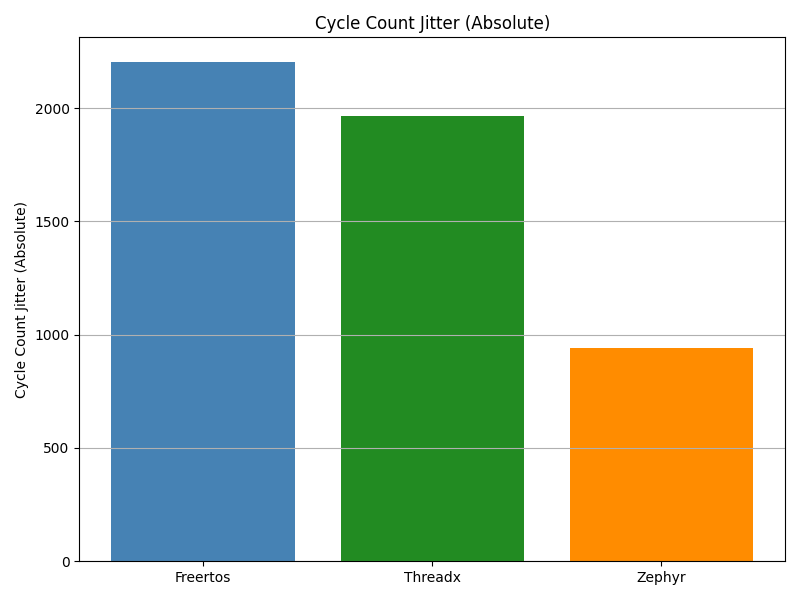 Cycle Count Jitter (Absolute)
Cycle Count Jitter (Absolute)
2000
1500
1000
500
0
Freertos
Threadx
Zephyr